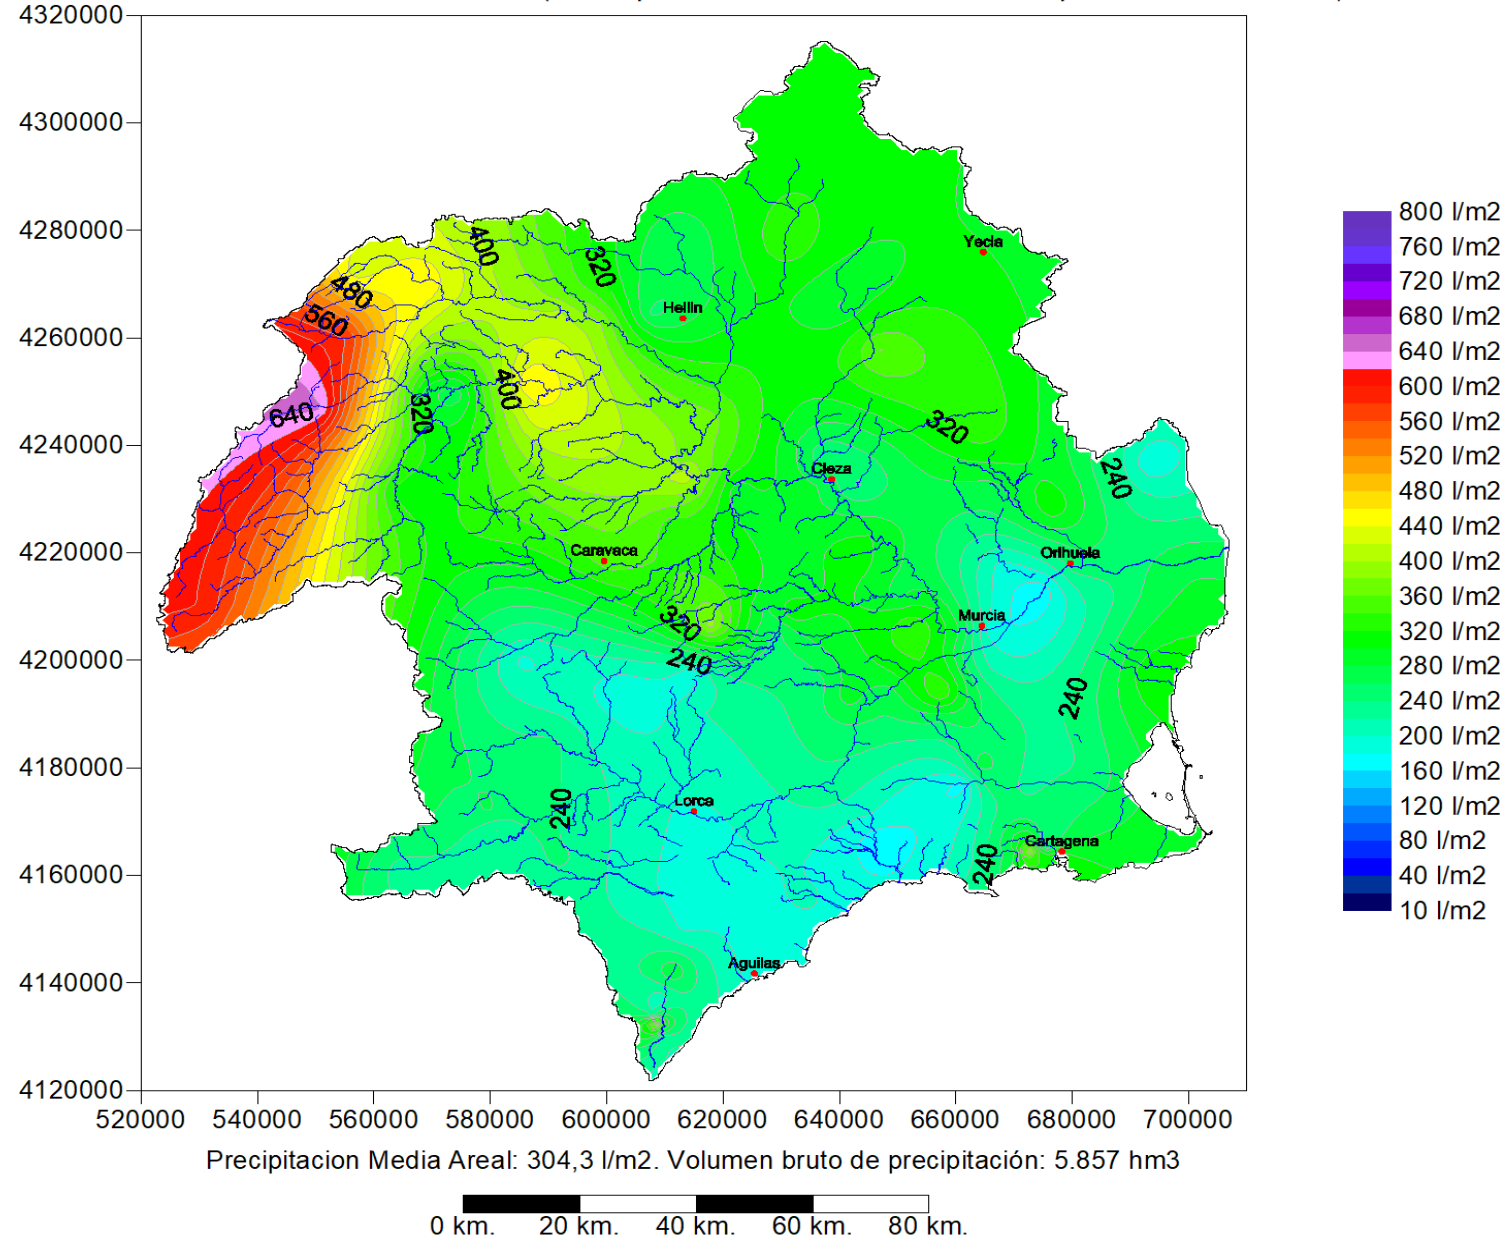 4320000
4300000
4280000
4260000
4240000
4220000
4200000
4180000
4160000
4140000
4120000
520000 540000 560000 580000 600000 620000 640000 660000 680000 700000
400
320
480
560
640
320
400
320
240
320
240
240
240
240
Yecla
Hellin
Cieza
Caravaca
Orihuela
Murcia
Lorca
Cartagena
Aguilas
800 l/m2
760 l/m2
720 l/m2
680 l/m2
640 l/m2
600 l/m2
560 l/m2
520 l/m2
480 l/m2
440 l/m2
400 l/m2
360 l/m2
320 l/m2
280 l/m2
240 l/m2
200 l/m2
160 l/m2
120 l/m2
80 l/m2
40 l/m2
10 l/m2
Precipitacion Media Areal: 304,3 l/m2. Volumen bruto de precipitación: 5.857 hm3
0 km. 20 km. 40 km. 60 km. 80 km.